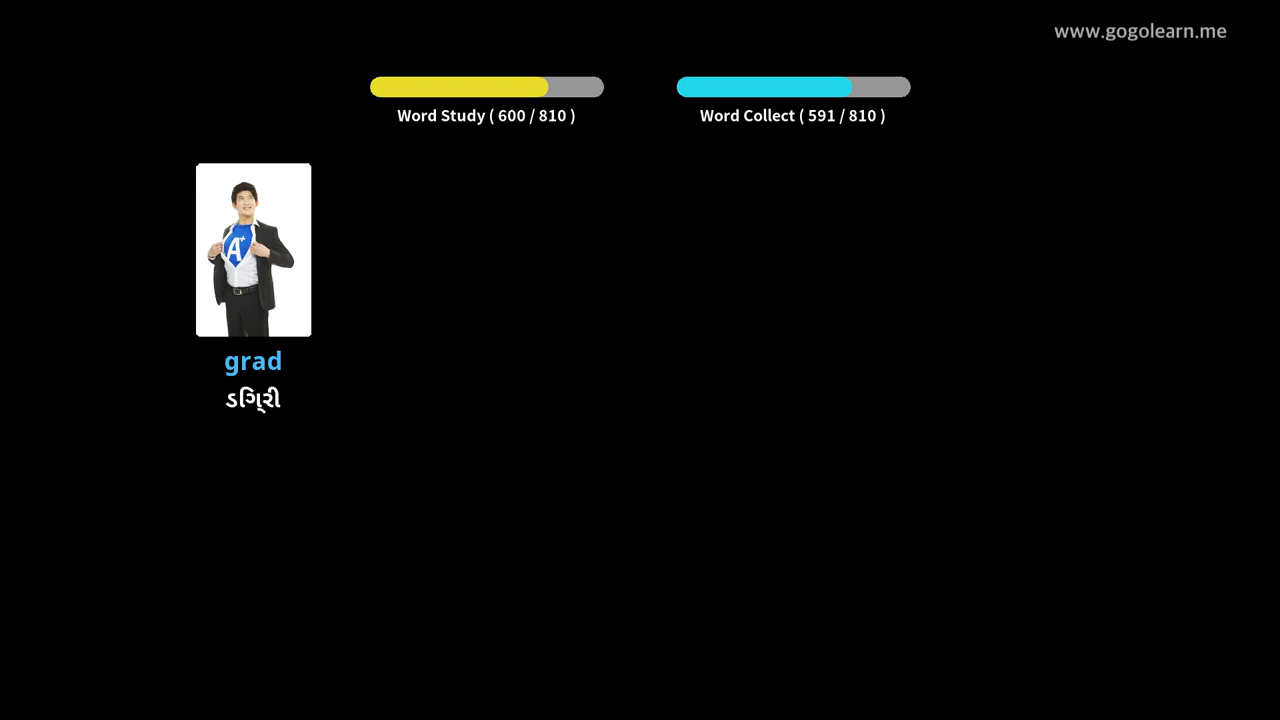 www.gogolearn.me
Word Study ( 600 / 810 )
Word Collect ( 591 / 810 )
A+
grad
ડિગ્રી